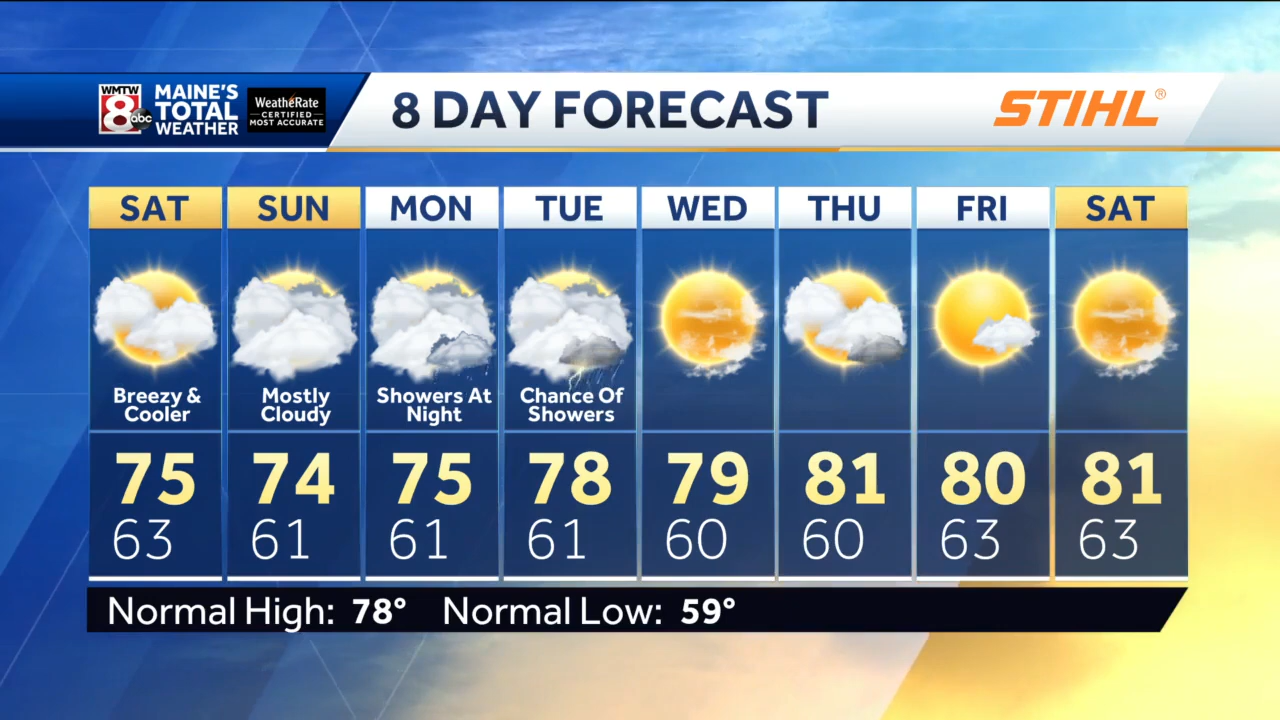 WMTW
8
abc
MAINE'S
TOTAL
WEATHER
WeatheRate
CERTIFIED
MOST ACCURATE
8 DAY FORECAST
STIHL®
SAT SUN MON TUE WED THU FRI SAT
Breezy & Mostly Showers At Chance Of
Cooler Cloudy Night Showers
75 74 75 78 79 81 80 81
63 61 61 61 60 60 63 63
Normal High: 78° Normal Low: 59°